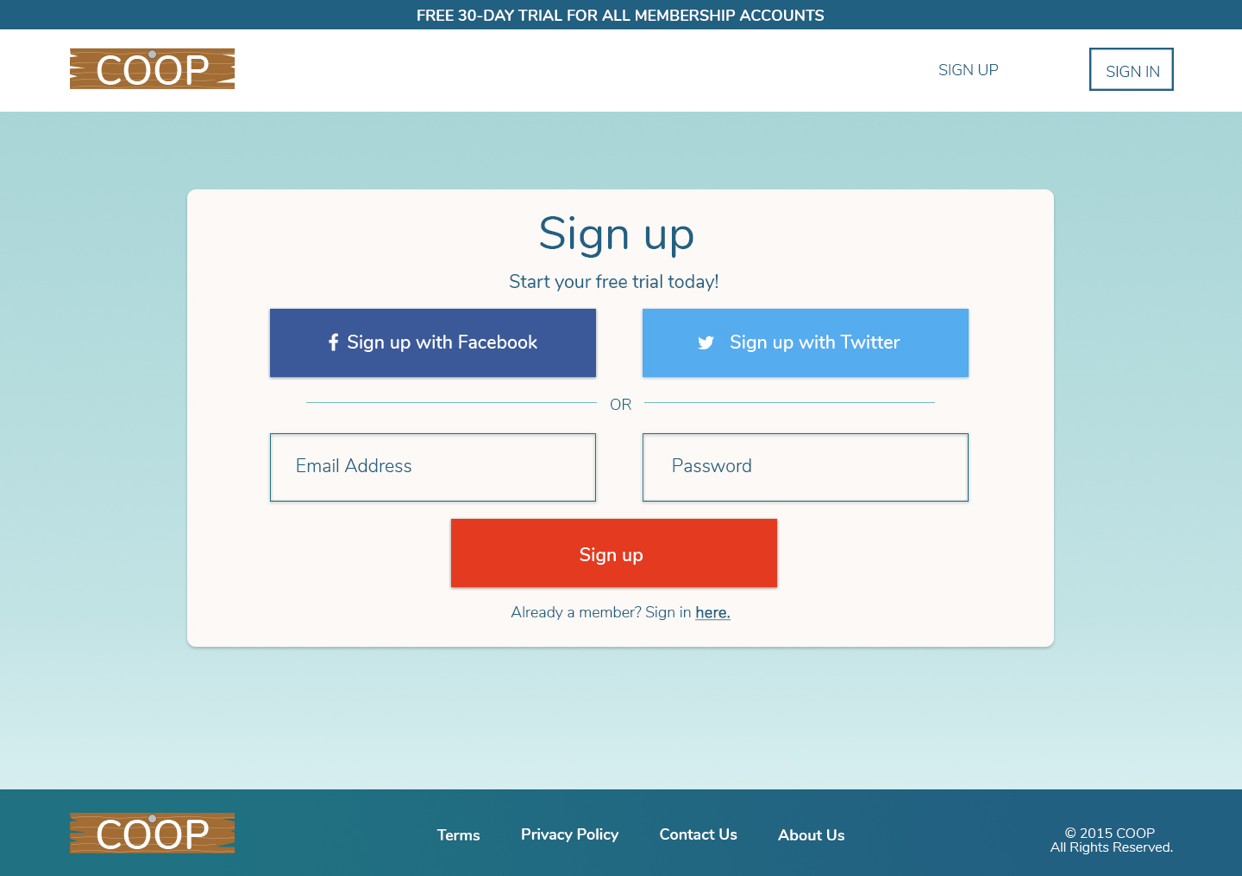 FREE 30-DAY TRIAL FOR ALL MEMBERSHIP ACCOUNTS
COOP
SIGN UP
SIGN IN
Sign up
Start your free trial today!
Sign up with Facebook
Sign up with Twitter
OR
Email Address
Password
Sign up
Already a member? Sign in here.
COOP
Terms
Privacy Policy
Contact Us
About Us
© 2015 COOP
All Rights Reserved.